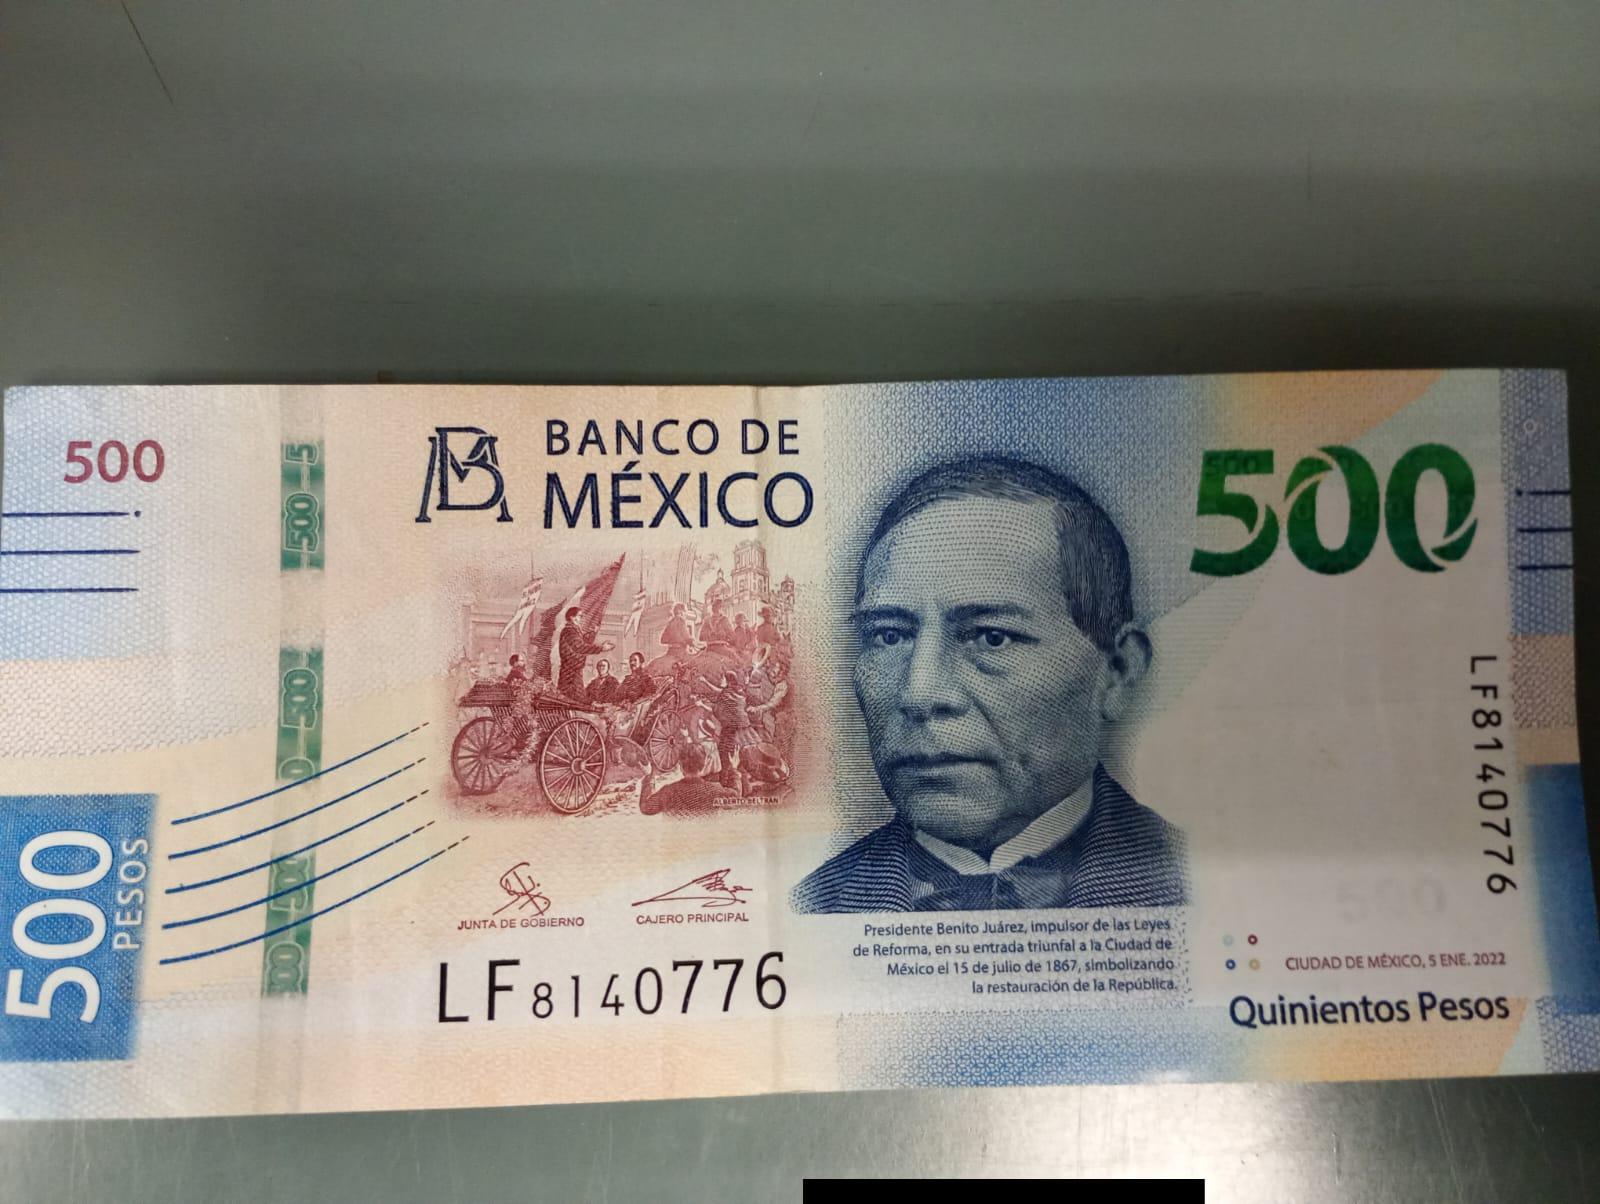 500
BANCO DE
MÉXICO
500
500
500
500
PESOS
ALBERTO BELTRÁN
JUNTA DE GOBIERNO
CAJERO PRINCIPAL
LF8140776
LF8140776
Presidente Benito Juárez, impulsor de las Leyes
de Reforma, en su entrada triunfal a la Ciudad de
México el 15 de julio de 1867, simbolizando
la restauración de la República.
500
CIUDAD DE MÉXICO, 5 ENE. 2022
Quinientos Pesos